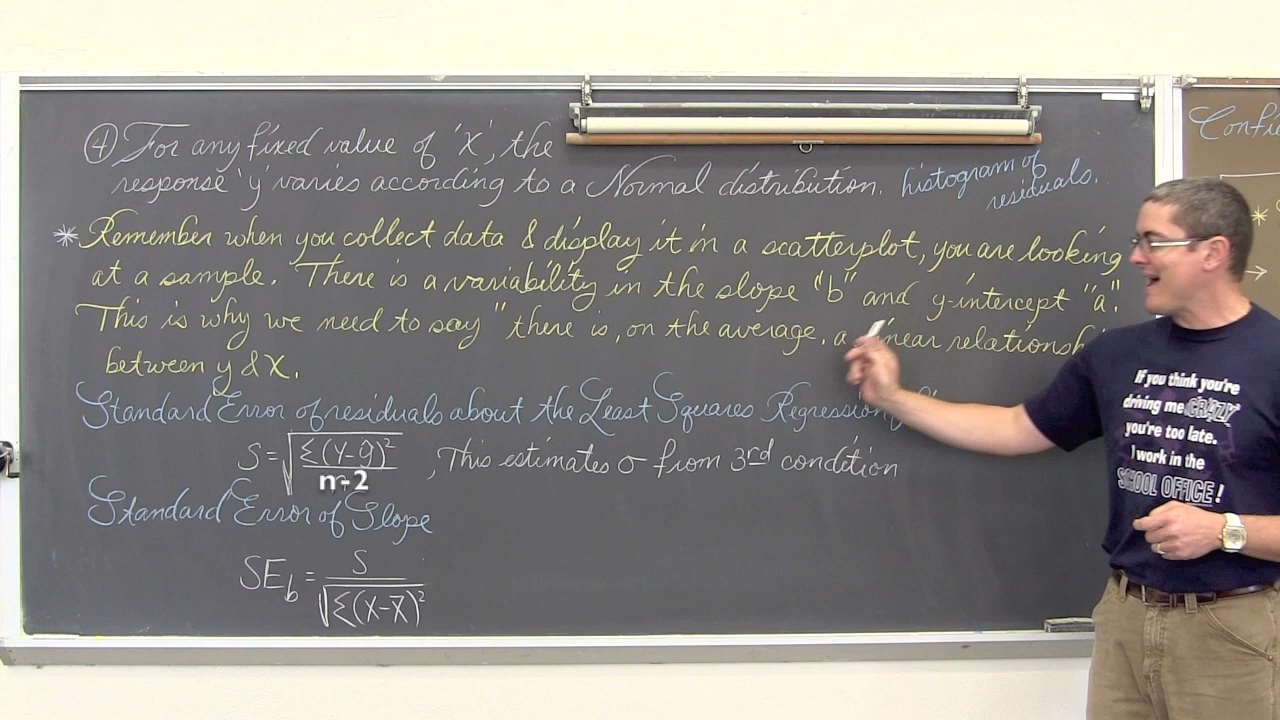 ④ For any fixed value of 'X', the
response 'y' varies according to a Normal distribution. histogram of
residuals.
* Remember when you collect data & display it in a scatterplot, you are looking
at a sample. There is a variability in the slope "b" and y-intercept "a".
This is why we need to say "there is, on the average, a linear relationshi
between y & X.
Standard Error of residuals about the Least Squares Regression
S = √(Σ(Y-ŷ)²/n-2) , This estimates σ from 3rd condition
Standard Error of Slope
SE_b = S/√(Σ(X-X̄)²)
Confi
*
→
If you think you're
driving me CRAZY
you're too late.
I work in the
SCHOOL OFFICE!